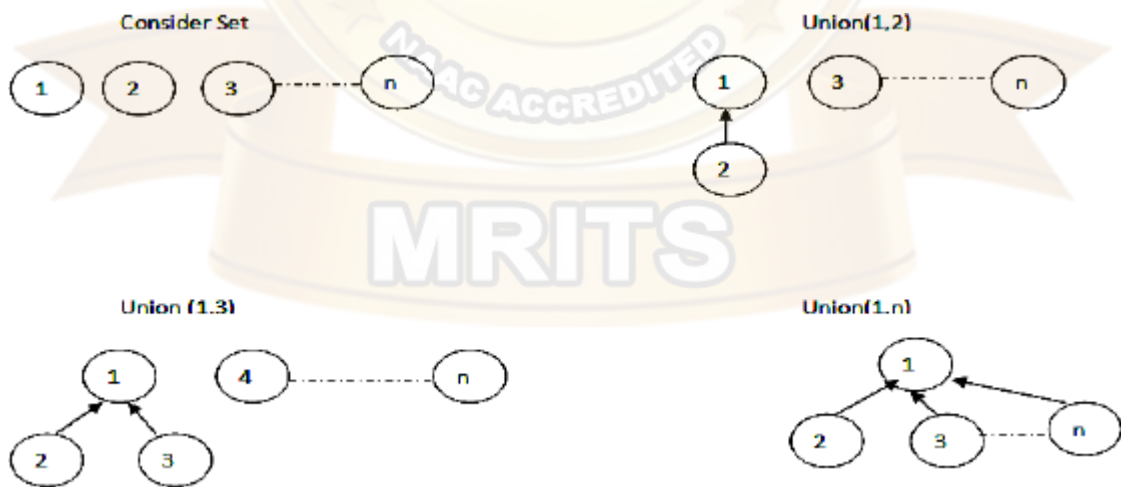 Consider Set
Union(1,2)
1 2 3 n
1 3 n
2
NAAC ACCREDITED
MRITS
Union (1,3)
Union(1,n)
1 4 n
2 3
1
2 3 n